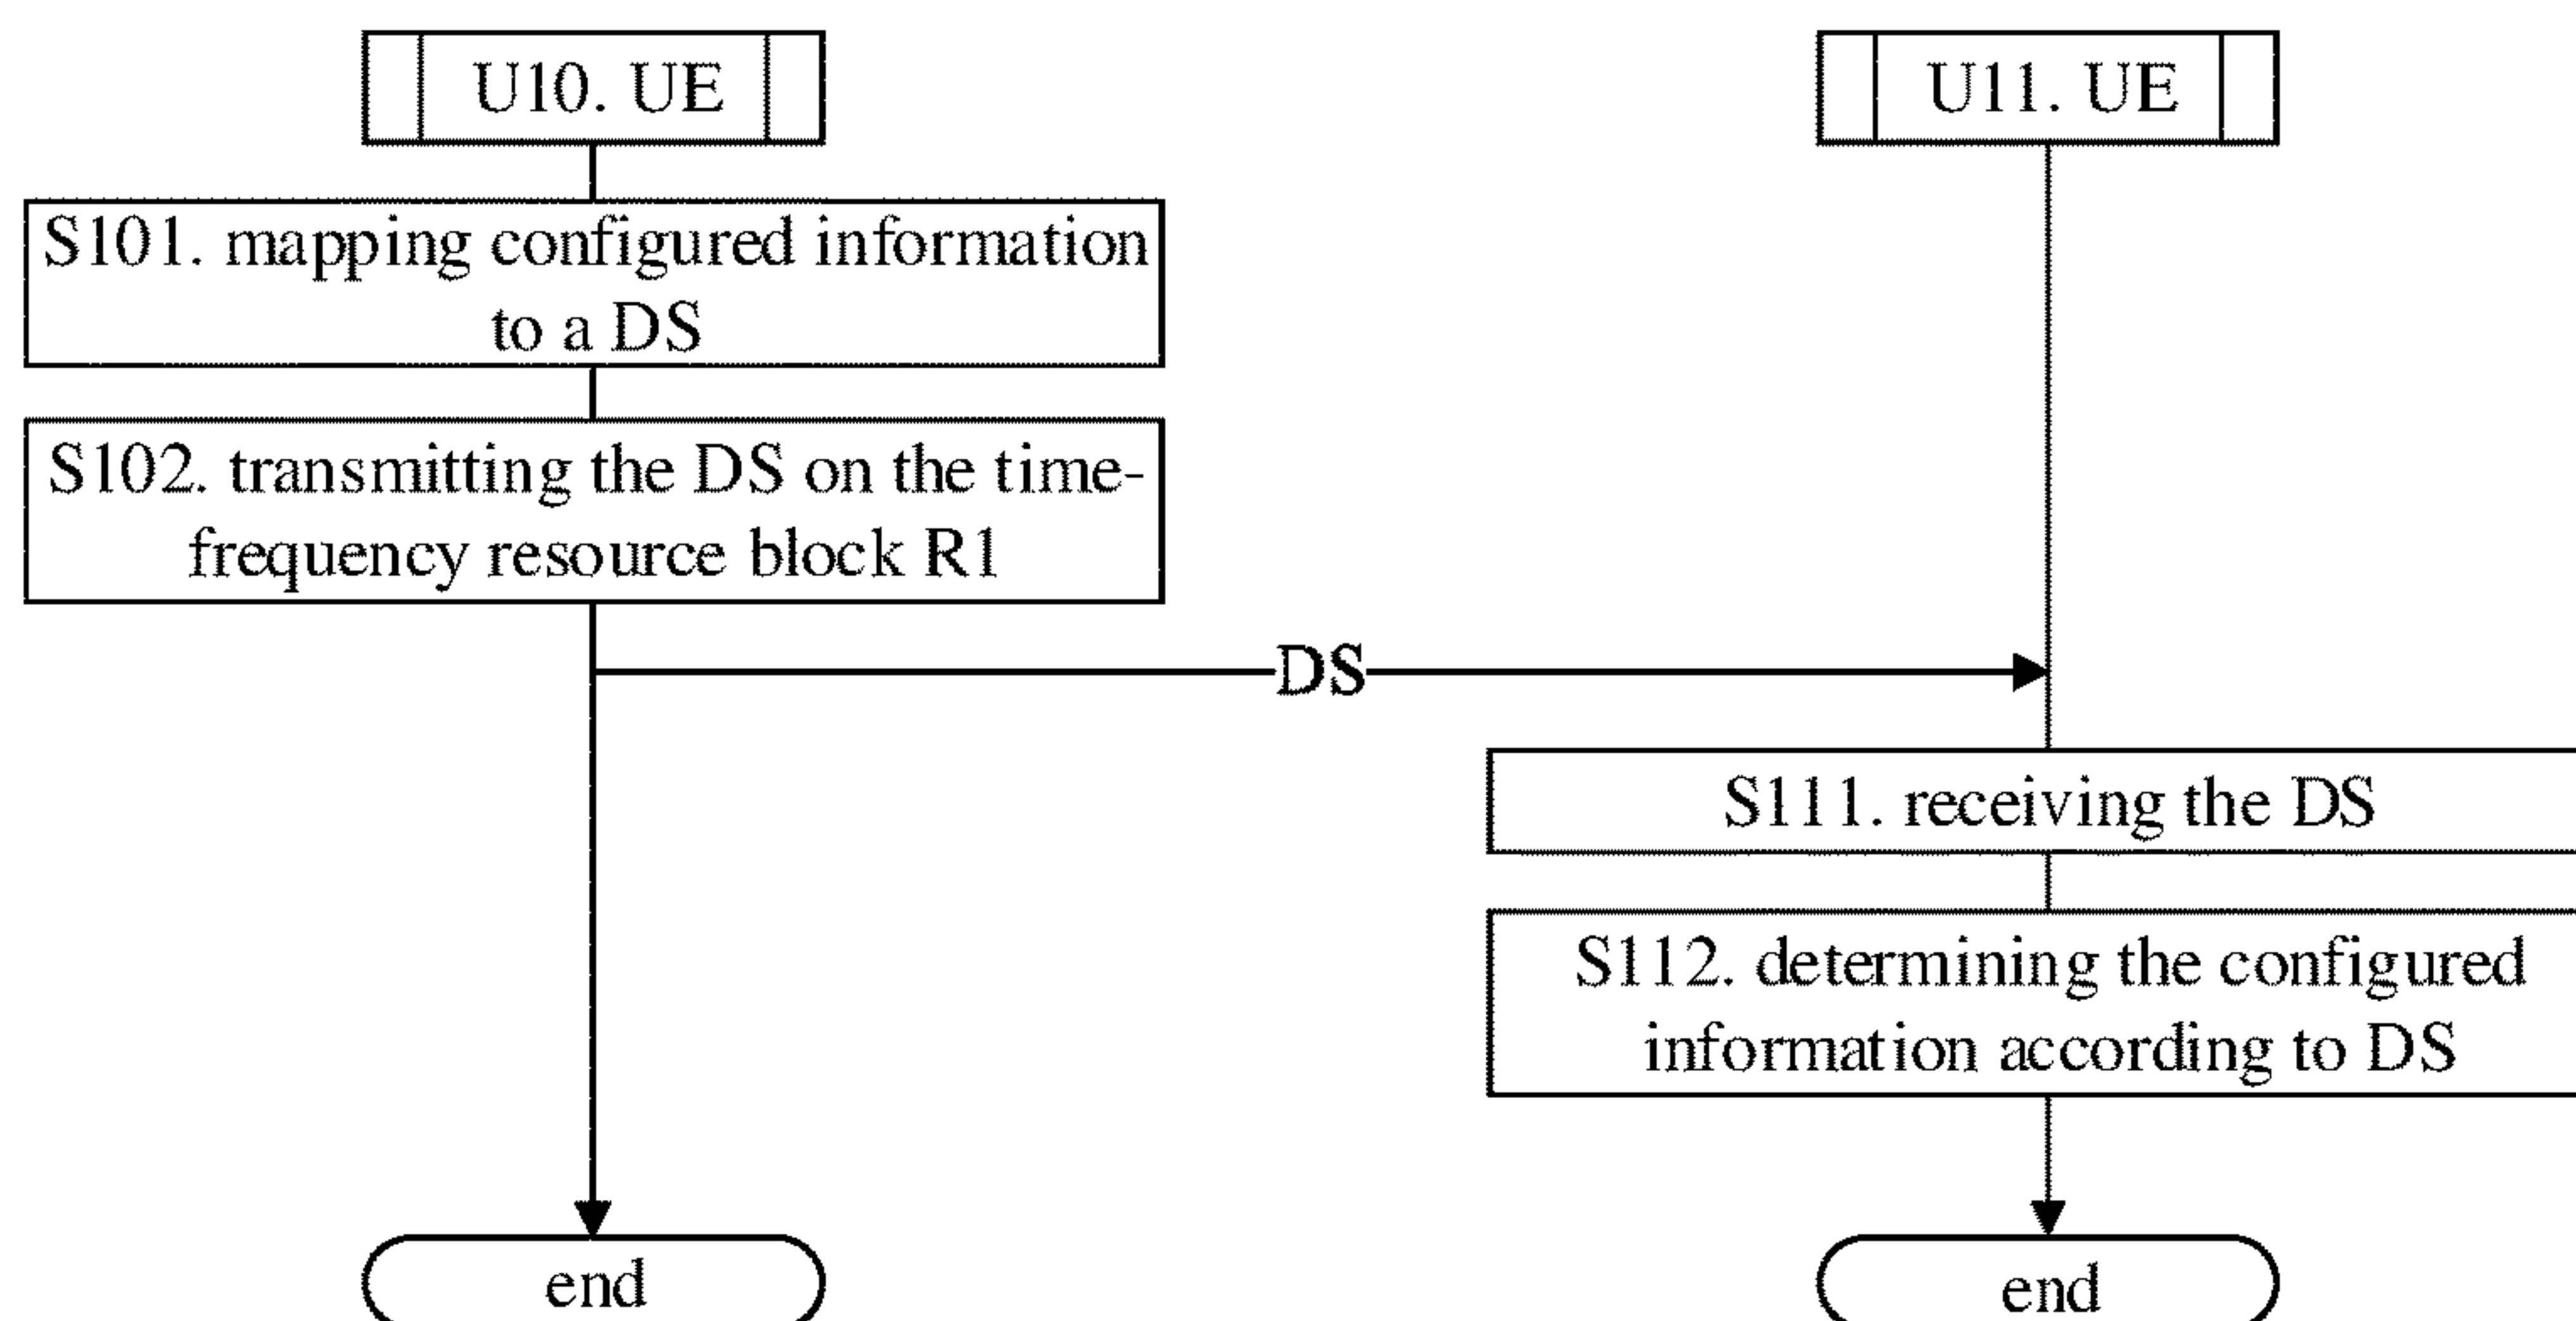 U10. UE
U11. UE
S101. mapping configured information
to a DS
S102. transmitting the DS on the time-
frequency resource block R1
DS
S111. receiving the DS
S112. determining the configured
information according to DS
end
end